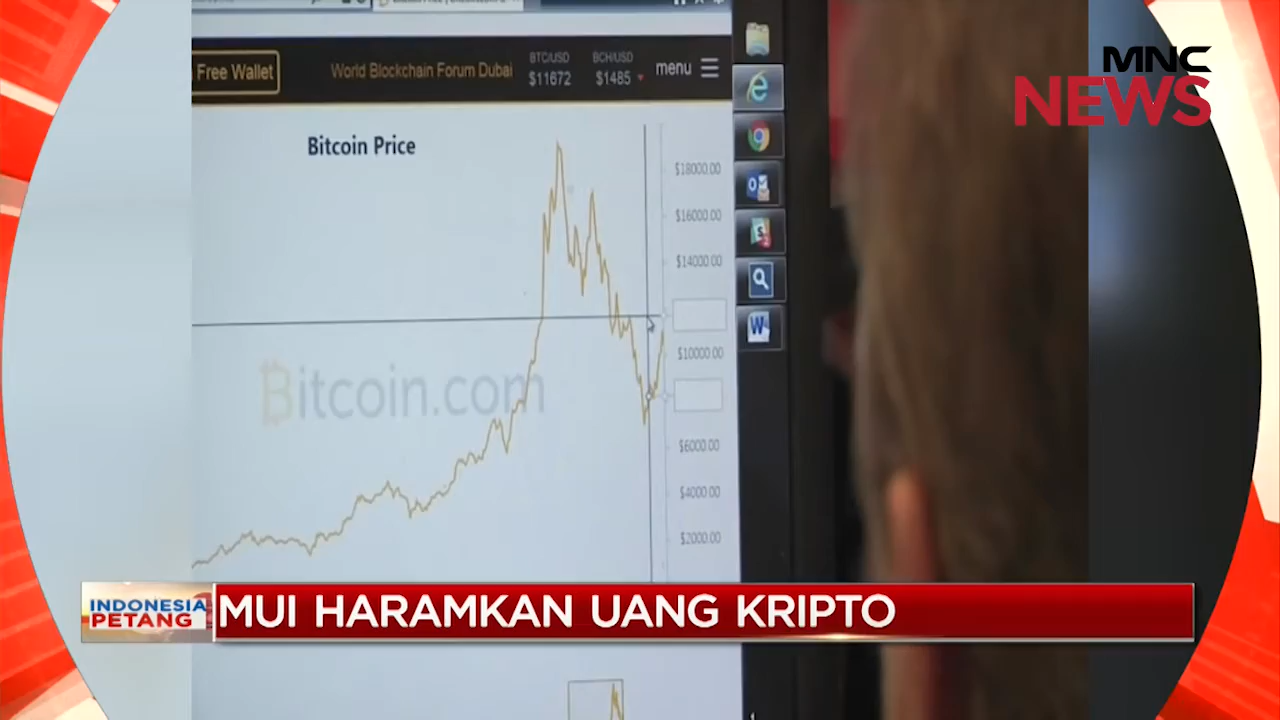 MNC
NEWS
Free Wallet
World Blockchain Forum Dubai
BTC/USD
$11672
BCH/USD
$1485
menu
Bitcoin Price
$18000.00
$16000.00
$14000.00
$10000.00
$6000.00
$4000.00
$2000.00
Bitcoin.com
INDONESIA
PETANG
MUI HARAMKAN UANG KRIPTO